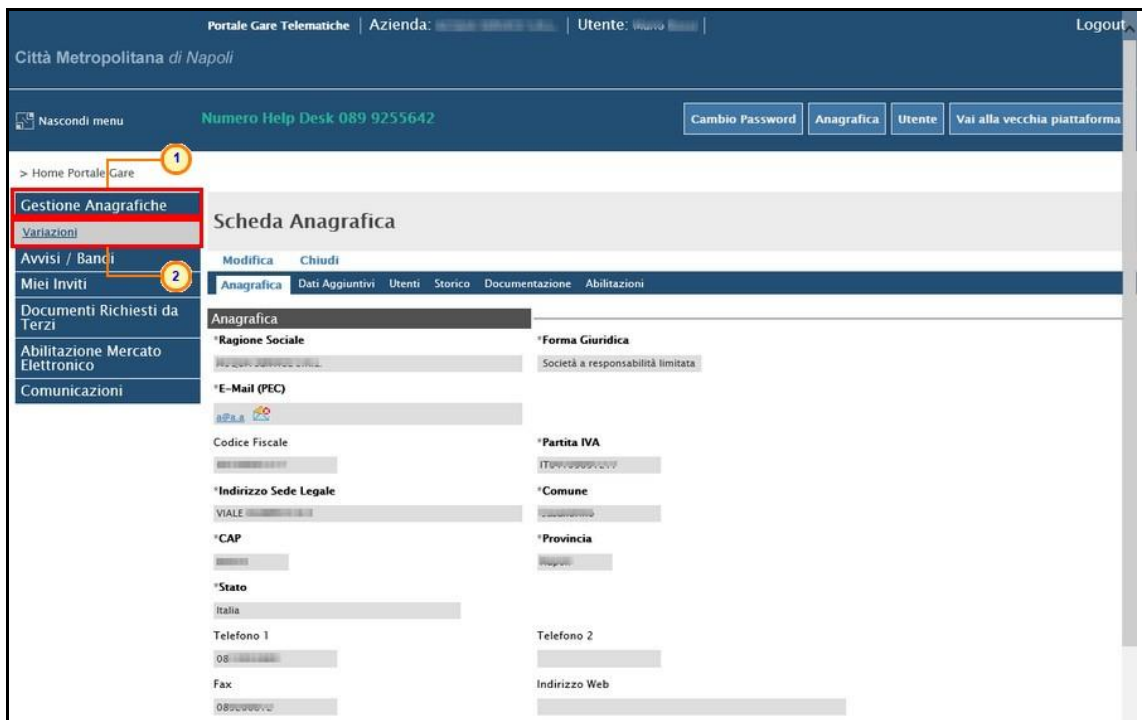 Portale Gare Telematiche | Azienda: | Utente: | Logout
Città Metropolitana di Napoli
Nascondi menu
Numero Help Desk 089 9255642
Cambio Password
Anagrafica
Utente
Vai alla vecchia piattaforma
1
> Home Portale Gare
Gestione Anagrafiche
Variazioni
2
Avvisi / Bandi
Miei Inviti
Documenti Richiesti da
Terzi
Abilitazione Mercato
Elettronico
Comunicazioni
Scheda Anagrafica
Modifica Chiudi
Anagrafica Dati Aggiuntivi Utenti Storico Documentazione Abilitazioni
Anagrafica
*Ragione Sociale
*Forma Giuridica
Società a responsabilità limitata
*E-Mail (PEC)
a@a.a
Codice Fiscale
*Partita IVA
*Indirizzo Sede Legale
*Comune
VIALE
*CAP
*Provincia
*Stato
Italia
Telefono 1
Telefono 2
Fax
Indirizzo Web